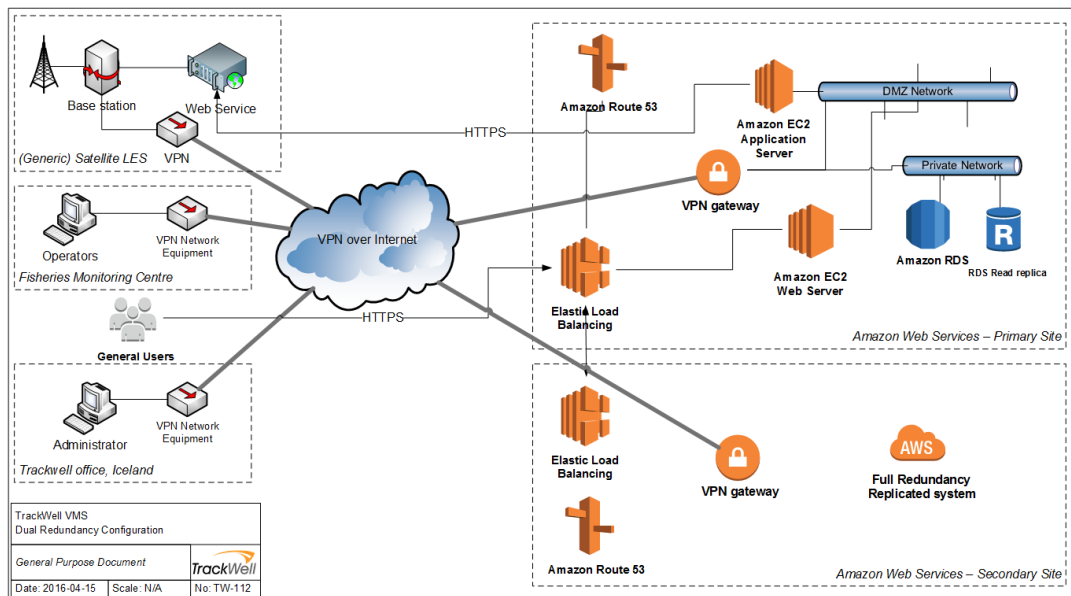 Base station
Web Service
VPN
(Generic) Satellite LES
Operators
VPN Network
Equipment
Fisheries Monitoring Centre
General Users
Administrator
VPN Network
Equipment
Trackwell office, Iceland
VPN over Internet
HTTPS
HTTPS
Amazon Route 53
Amazon EC2
Application
Server
DMZ Network
Private Network
VPN gateway
Amazon EC2
Web Server
Amazon RDS
R
RDS Read replica
Elastic Load
Balancing
Amazon Web Services – Primary Site
Elastic Load
Balancing
VPN gateway
AWS
Full Redundancy
Replicated system
Amazon Route 53
Amazon Web Services – Secondary Site
TrackWell VMS
Dual Redundancy Configuration
General Purpose Document
TrackWell
Date: 2016-04-15
Scale: N/A
No: TW-112